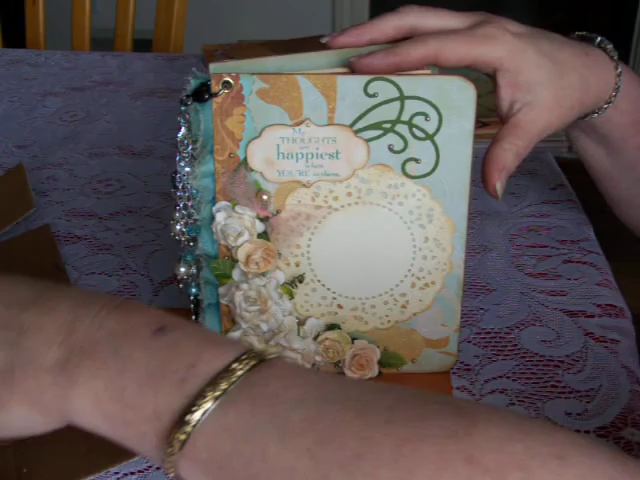 My
THOUGHTS
are
happiest
when
YOU'RE in them.